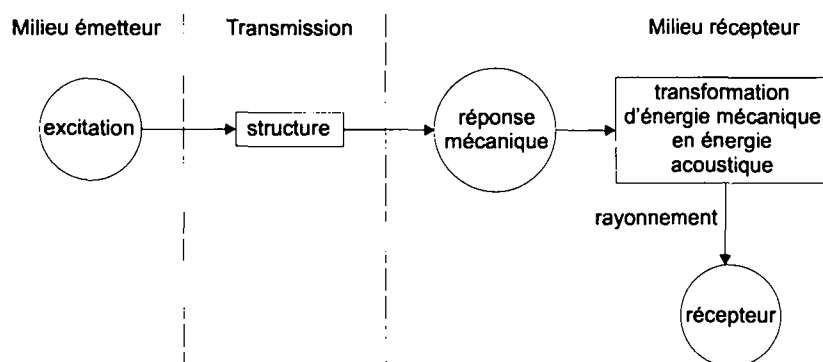 Milieu émetteur
Transmission
Milieu récepteur
excitation
structure
réponse
mécanique
transformation
d'énergie mécanique
en énergie
acoustique
rayonnement
récepteur